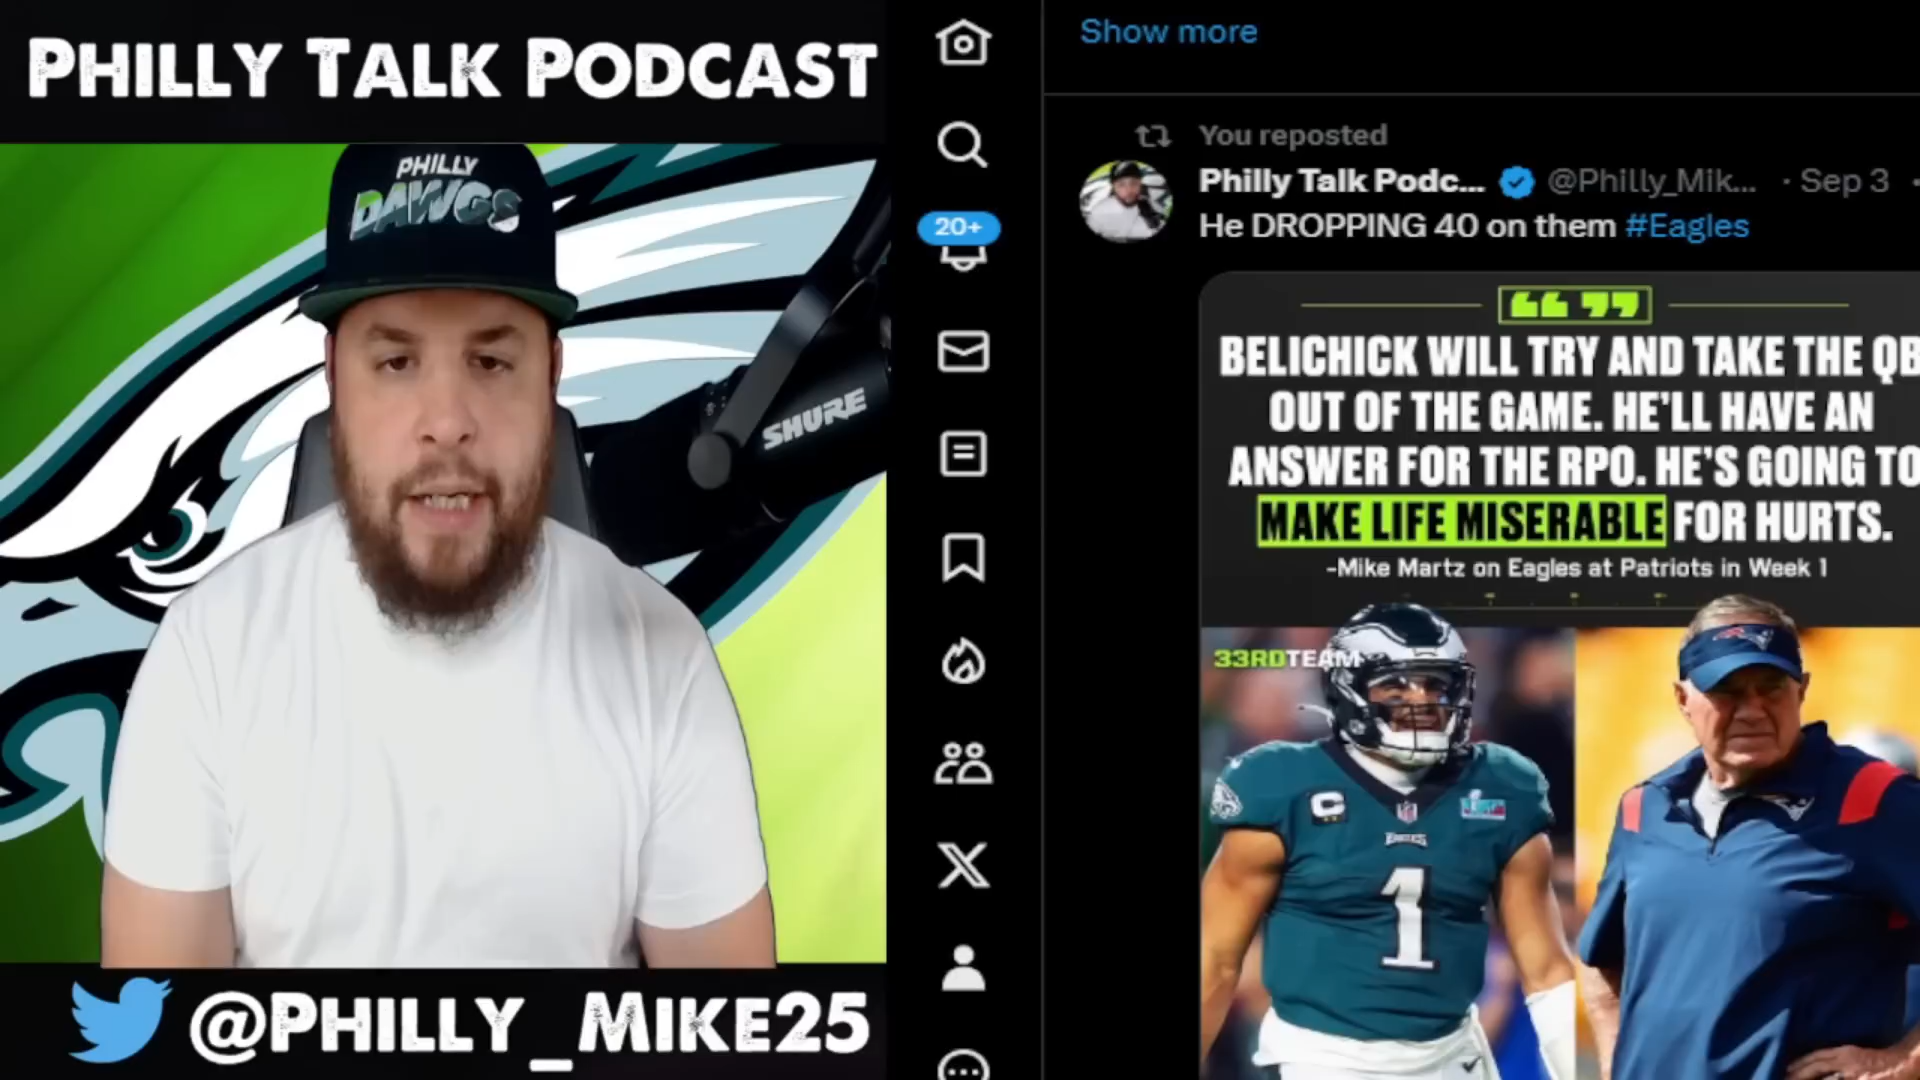 PHILLY TALK PODCAST
PHILLY
DAWGS
SHURE
@PHILLY_MIKE25
20+
Show more
You reposted
Philly Talk Podc... @Philly_Mik... · Sep 3 ·
He DROPPING 40 on them #Eagles
““ ””
BELICHICK WILL TRY AND TAKE THE QB
OUT OF THE GAME. HE'LL HAVE AN
ANSWER FOR THE RPO. HE'S GOING TO
MAKE LIFE MISERABLE FOR HURTS.
-Mike Martz on Eagles at Patriots in Week 1
33RDTEAM
C
EAGLES
1